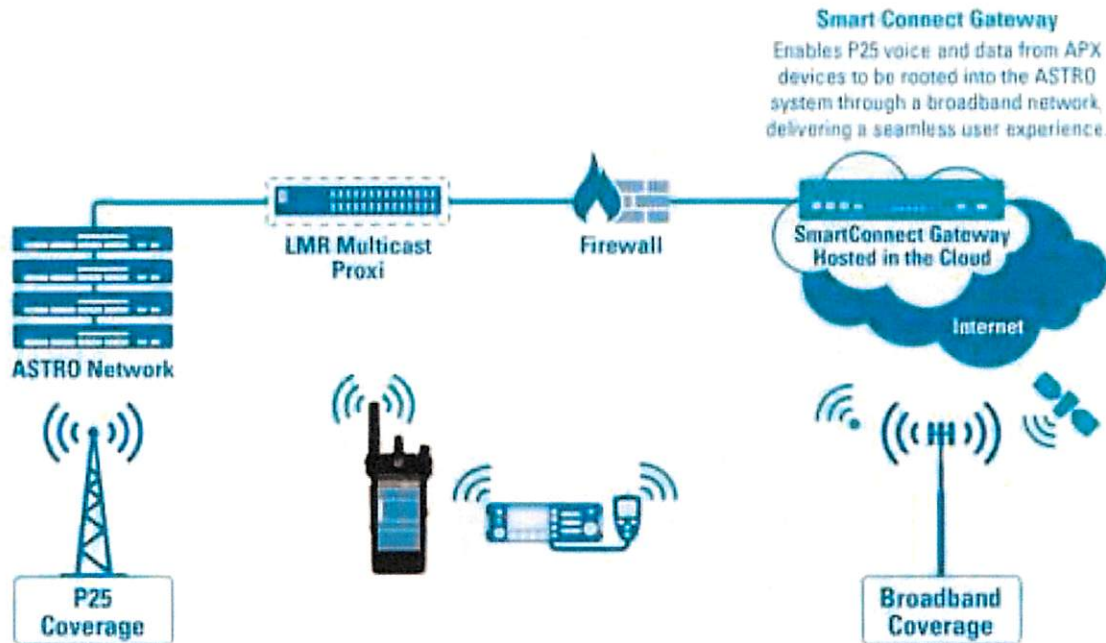 Smart Connect Gateway
Enables P25 voice and data from APX
devices to be rooted into the ASTRO
system through a broadband network,
delivering a seamless user experience.
LMR Multicast
Proxi
Firewall
SmartConnect Gateway
Hosted in the Cloud
Internet
ASTRO Network
P25
Coverage
Broadband
Coverage